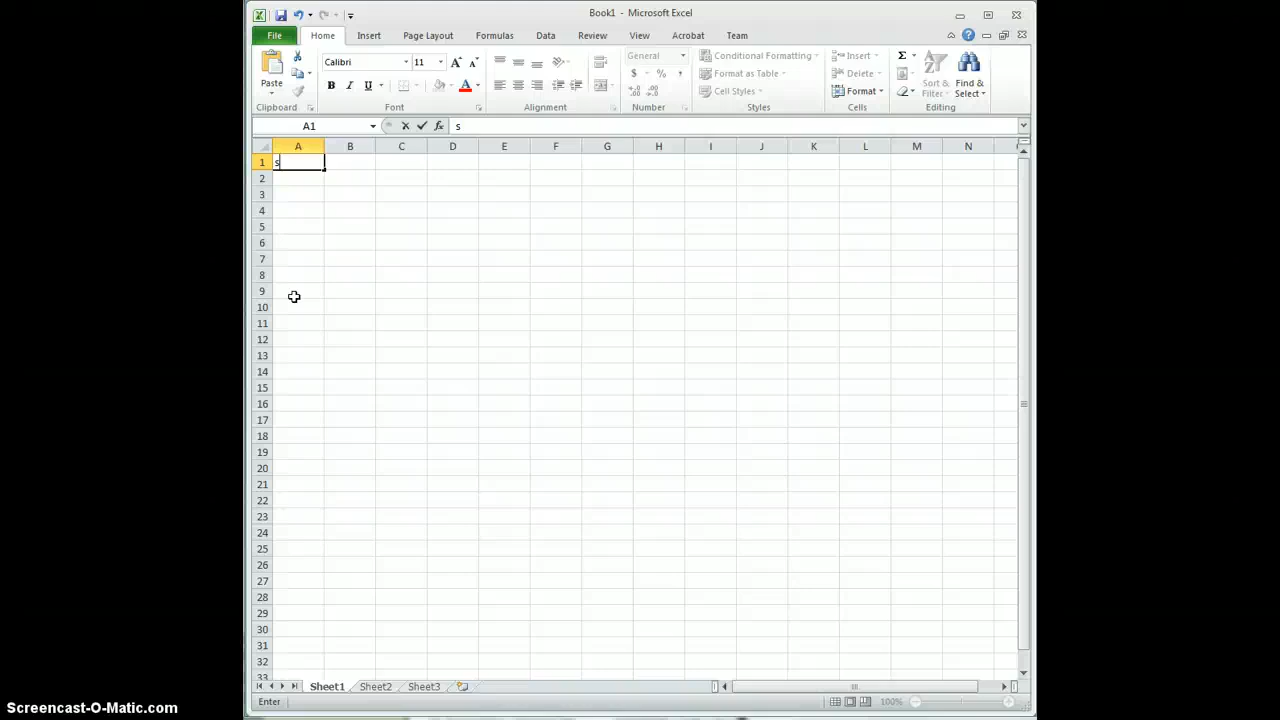 Book1 - Microsoft Excel
File Home Insert Page Layout Formulas Data Review View Acrobat Team
Paste
Clipboard
Calibri 11
B I U A
Font
Alignment
General
$ % ,
Number
Conditional Formatting
Format as Table
Cell Styles
Styles
Insert
Delete
Format
Cells
Σ
Sort & Filter
Find & Select
Editing
A1 fx s
A B C D E F G H I J K L M N
1 s
2
3
4
5
6
7
8
9
10
11
12
13
14
15
16
17
18
19
20
21
22
23
24
25
26
27
28
29
30
31
32
33
Sheet1 Sheet2 Sheet3
Enter 100%
Screencast-O-Matic.com